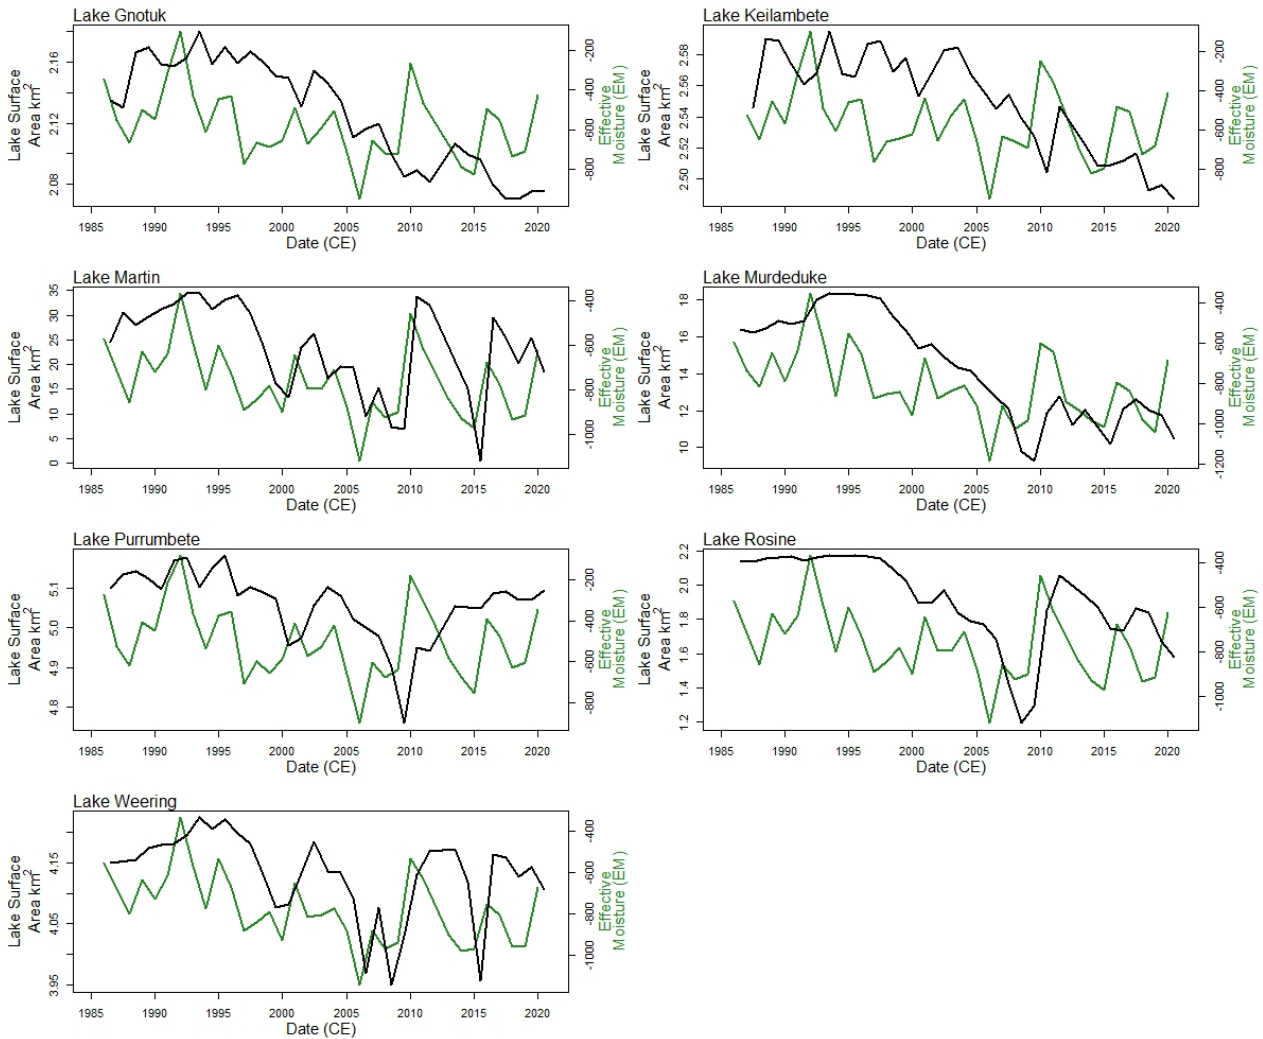 Lake Gnotuk
Lake Surface
Area km2
2.08
2.12
2.16
-800
-600
-400
-200
Effective
Moisture (EM)
1985 1990 1995 2000 2005 2010 2015 2020
Date (CE)
Lake Keilambete
Lake Surface
Area km2
2.50
2.52
2.54
2.56
2.58
-800
-600
-400
-200
Effective
Moisture (EM)
1985 1990 1995 2000 2005 2010 2015 2020
Date (CE)
Lake Martin
Lake Surface
Area km2
0
5
10
15
20
25
30
35
-1000
-800
-600
-400
Effective
Moisture (EM)
1985 1990 1995 2000 2005 2010 2015 2020
Date (CE)
Lake Murdeduke
Lake Surface
Area km2
10
12
14
16
18
-1200
-1000
-800
-600
-400
Effective
Moisture (EM)
1985 1990 1995 2000 2005 2010 2015 2020
Date (CE)
Lake Purrumbete
Lake Surface
Area km2
4.8
4.9
5.0
5.1
-800
-600
-400
-200
Effective
Moisture (EM)
1985 1990 1995 2000 2005 2010 2015 2020
Date (CE)
Lake Rosine
Lake Surface
Area km2
1.2
1.4
1.6
1.8
2.0
2.2
-1000
-800
-600
-400
Effective
Moisture (EM)
1985 1990 1995 2000 2005 2010 2015 2020
Date (CE)
Lake Weering
Lake Surface
Area km2
3.95
4.05
4.15
-1000
-800
-600
-400
Effective
Moisture (EM)
1985 1990 1995 2000 2005 2010 2015 2020
Date (CE)